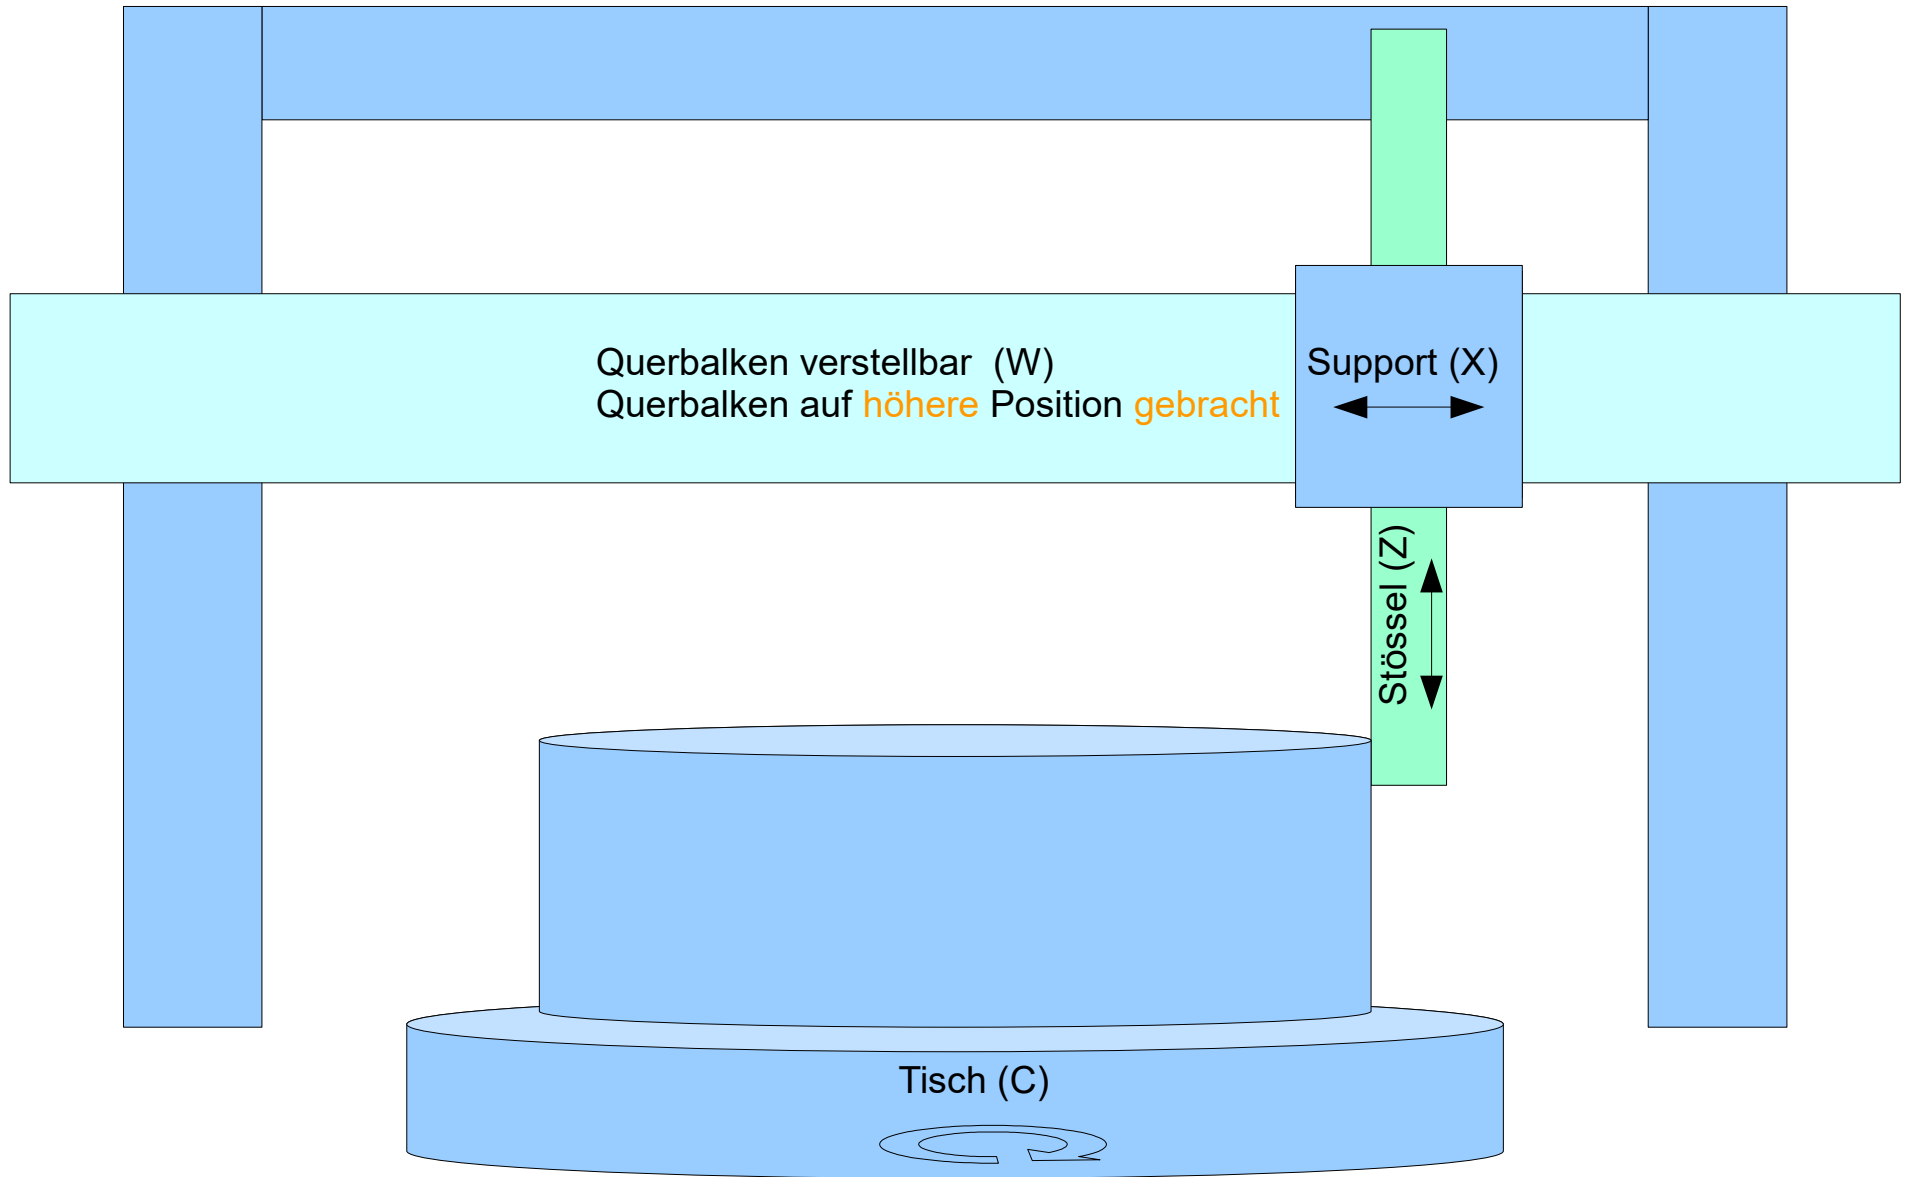 Querbalken verstellbar  (W)
Querbalken auf höhere Position gebracht
Support (X)
Stössel (Z)
Tisch (C)